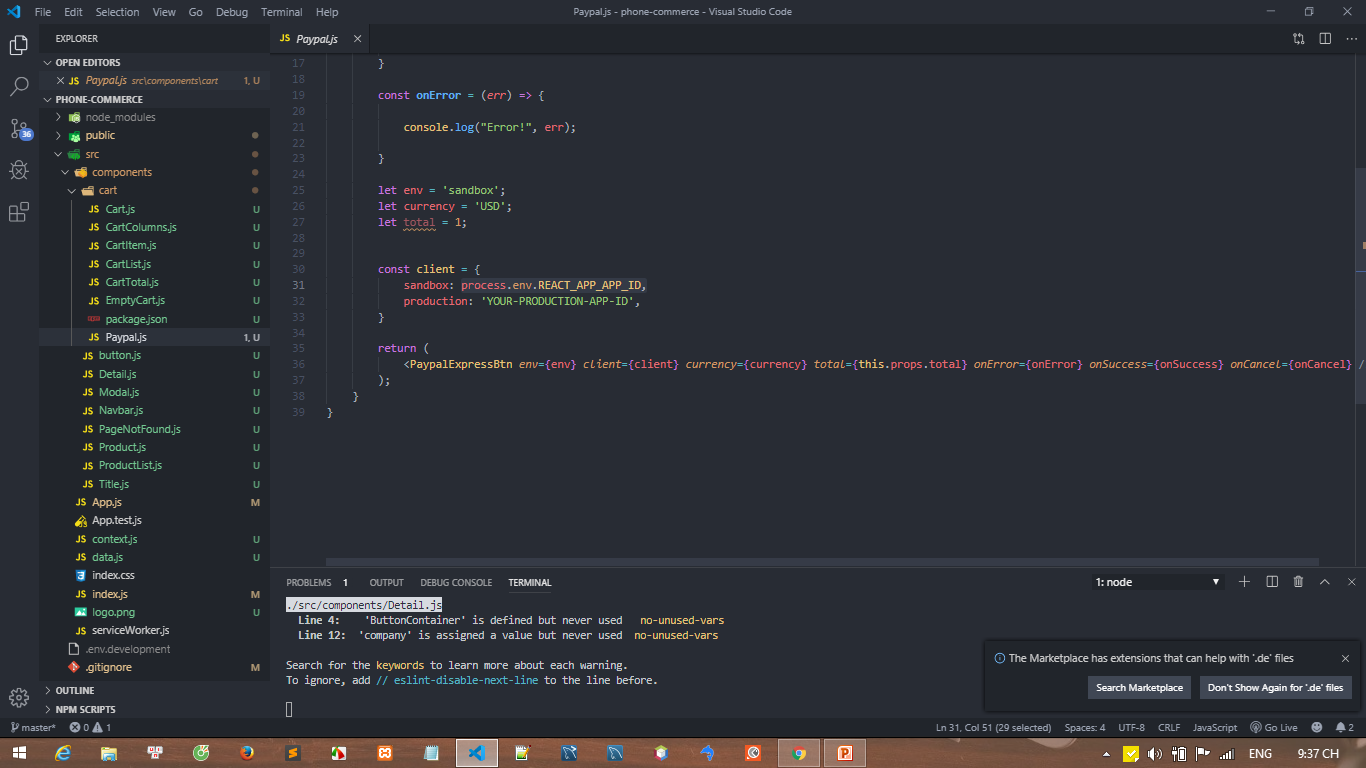 File Edit Selection View Go Debug Terminal Help
Paypal.js - phone-commerce - Visual Studio Code
EXPLORER
OPEN EDITORS
JS Paypal.js src\components\cart 1, U
PHONE-COMMERCE
node_modules
public
src
components
cart
JS Cart.js U
JS CartColumns.js U
JS CartItem.js U
JS CartList.js U
JS CartTotal.js U
JS EmptyCart.js U
package.json U
JS Paypal.js 1, U
JS button.js U
JS Detail.js U
JS Modal.js U
JS Navbar.js U
JS PageNotFound.js U
JS Product.js U
JS ProductList.js U
JS Title.js U
JS App.js M
App.test.js
JS context.js U
JS data.js U
index.css
JS index.js M
logo.png U
JS serviceWorker.js
.env.development
.gitignore M
OUTLINE
NPM SCRIPTS
36
JS Paypal.js
17 }
18
19 const onError = (err) => {
20
21 console.log("Error!", err);
22
23 }
24
25 let env = 'sandbox';
26 let currency = 'USD';
27 let total = 1;
28
29
30 const client = {
31 sandbox: process.env.REACT_APP_APP_ID,
32 production: 'YOUR-PRODUCTION-APP-ID',
33 }
34
35 return (
36 <PaypalExpressBtn env={env} client={client} currency={currency} total={this.props.total} onError={onError} onSuccess={onSuccess} onCancel={onCancel} /
37 );
38 }
39 }
PROBLEMS 1 OUTPUT DEBUG CONSOLE TERMINAL
1: node
./src/components/Detail.js
Line 4: 'ButtonContainer' is defined but never used no-unused-vars
Line 12: 'company' is assigned a value but never used no-unused-vars
Search for the keywords to learn more about each warning.
To ignore, add // eslint-disable-next-line to the line before.
The Marketplace has extensions that can help with '.de' files
Search Marketplace
Don't Show Again for '.de' files
master* 0 1
Ln 31, Col 51 (29 selected) Spaces: 4 UTF-8 CRLF JavaScript Go Live 2
ENG 9:37 CH